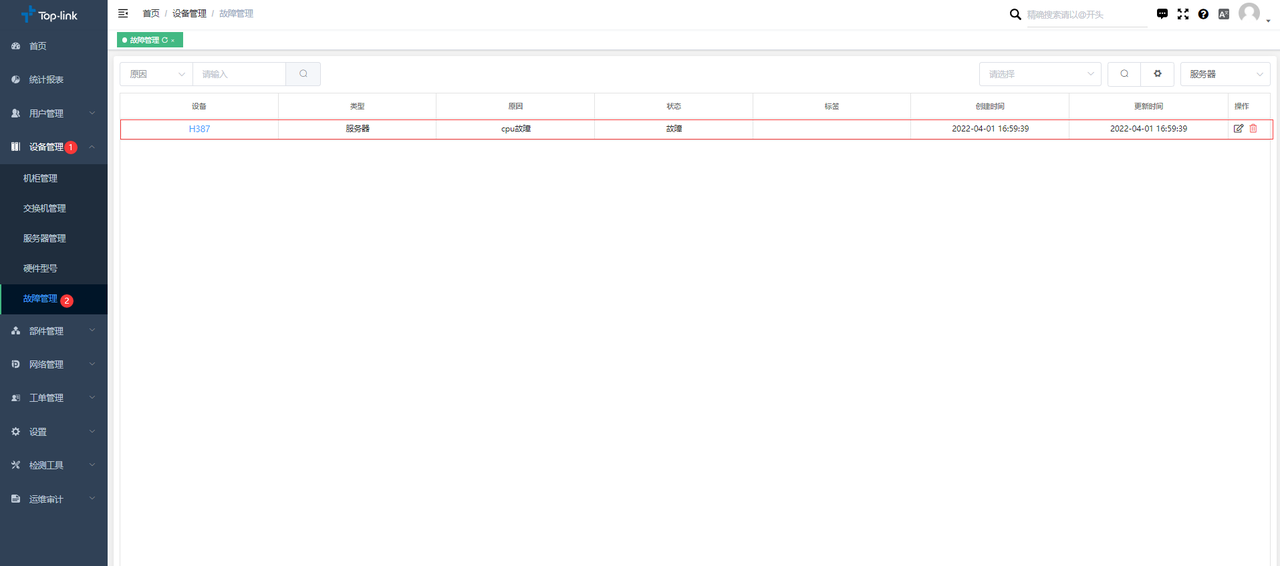 Top-link
首页 / 设备管理 / 故障管理
精确搜索请以@开头
故障管理
首页
统计报表
用户管理
设备管理 1
机柜管理
交换机管理
服务器管理
硬件型号
故障管理 2
部件管理
网络管理
工单管理
设置
检测工具
运维审计
原因 请输入 请选择 服务器
设备 类型 原因 状态 标签 创建时间 更新时间 操作
H387 服务器 cpu故障 故障 2022-04-01 16:59:39 2022-04-01 16:59:39